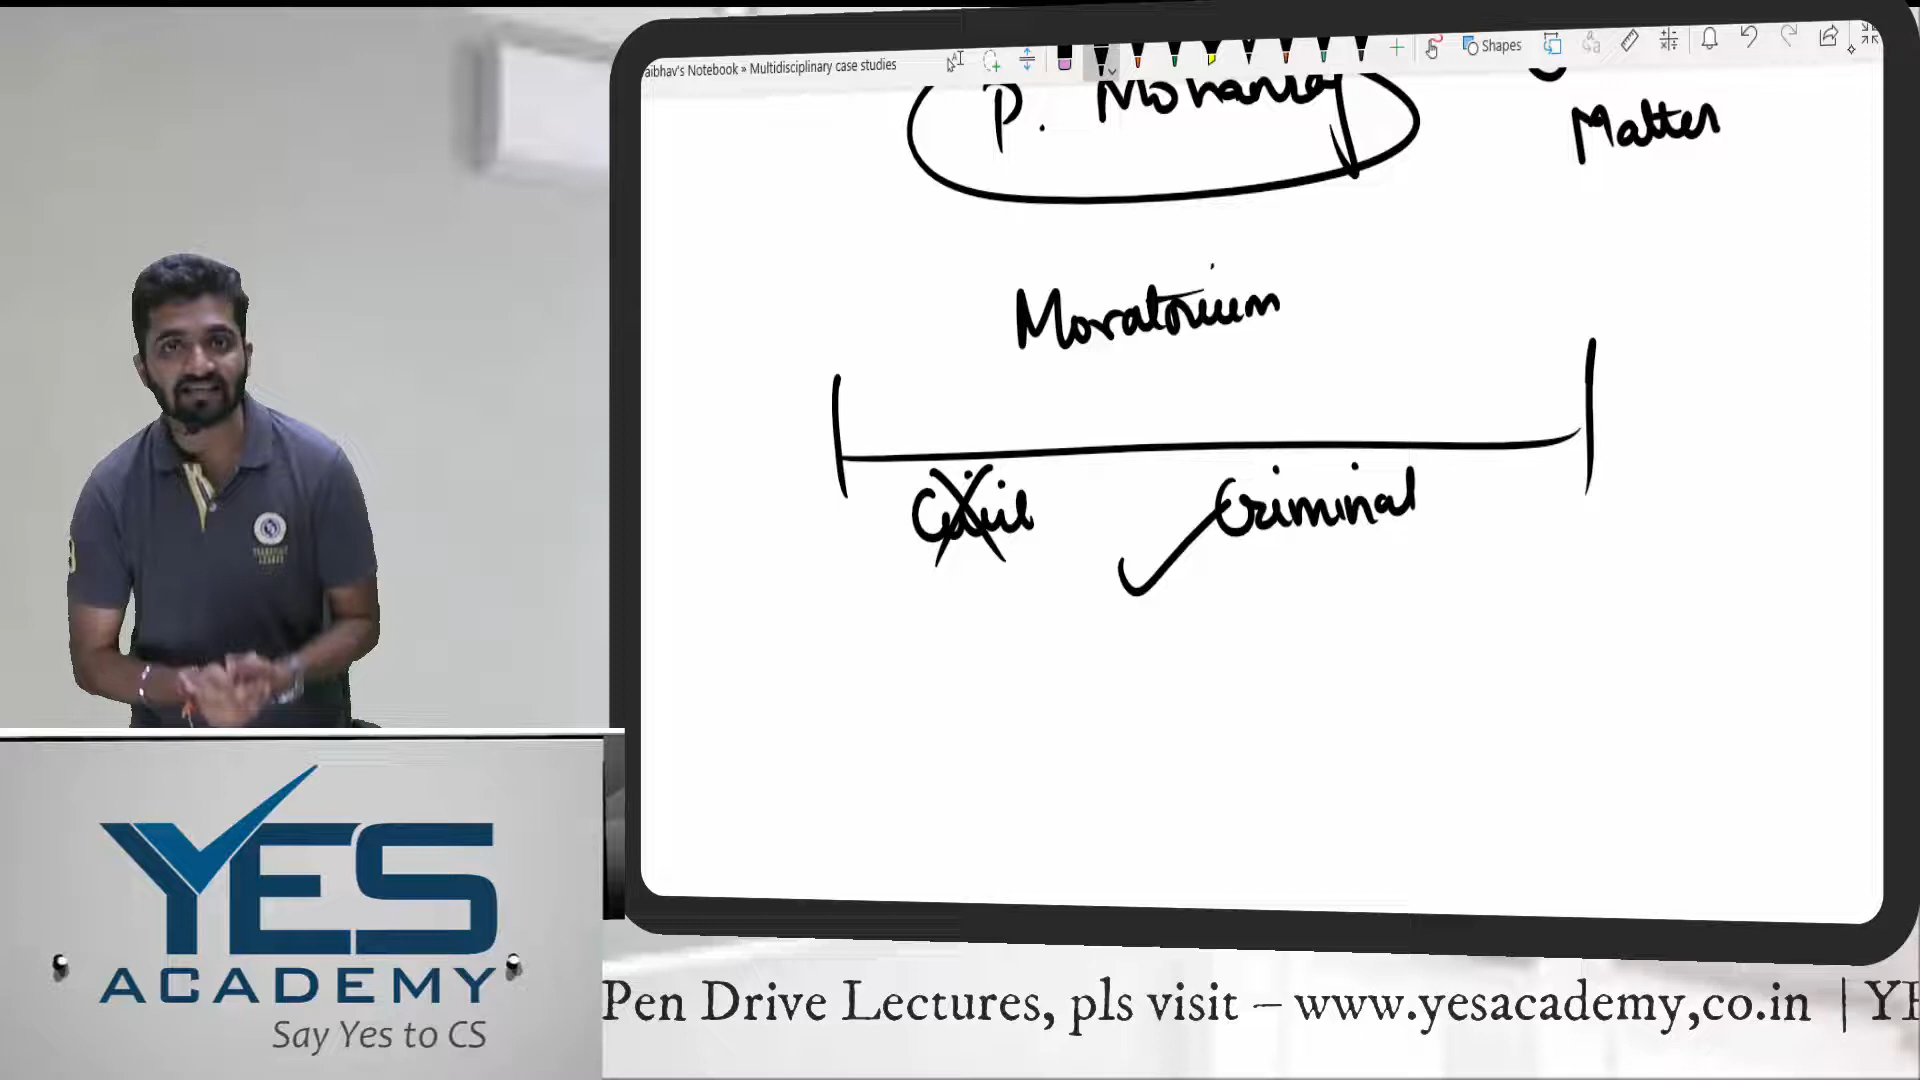 aibhav's Notebook » Multidisciplinary case studies
Shapes
P. Mohanraj
Matter
Moratorium
Civil
Criminal
YES
ACADEMY
Say Yes to CS
Pen Drive Lectures, pls visit – www.yesacademy,co.in | YE